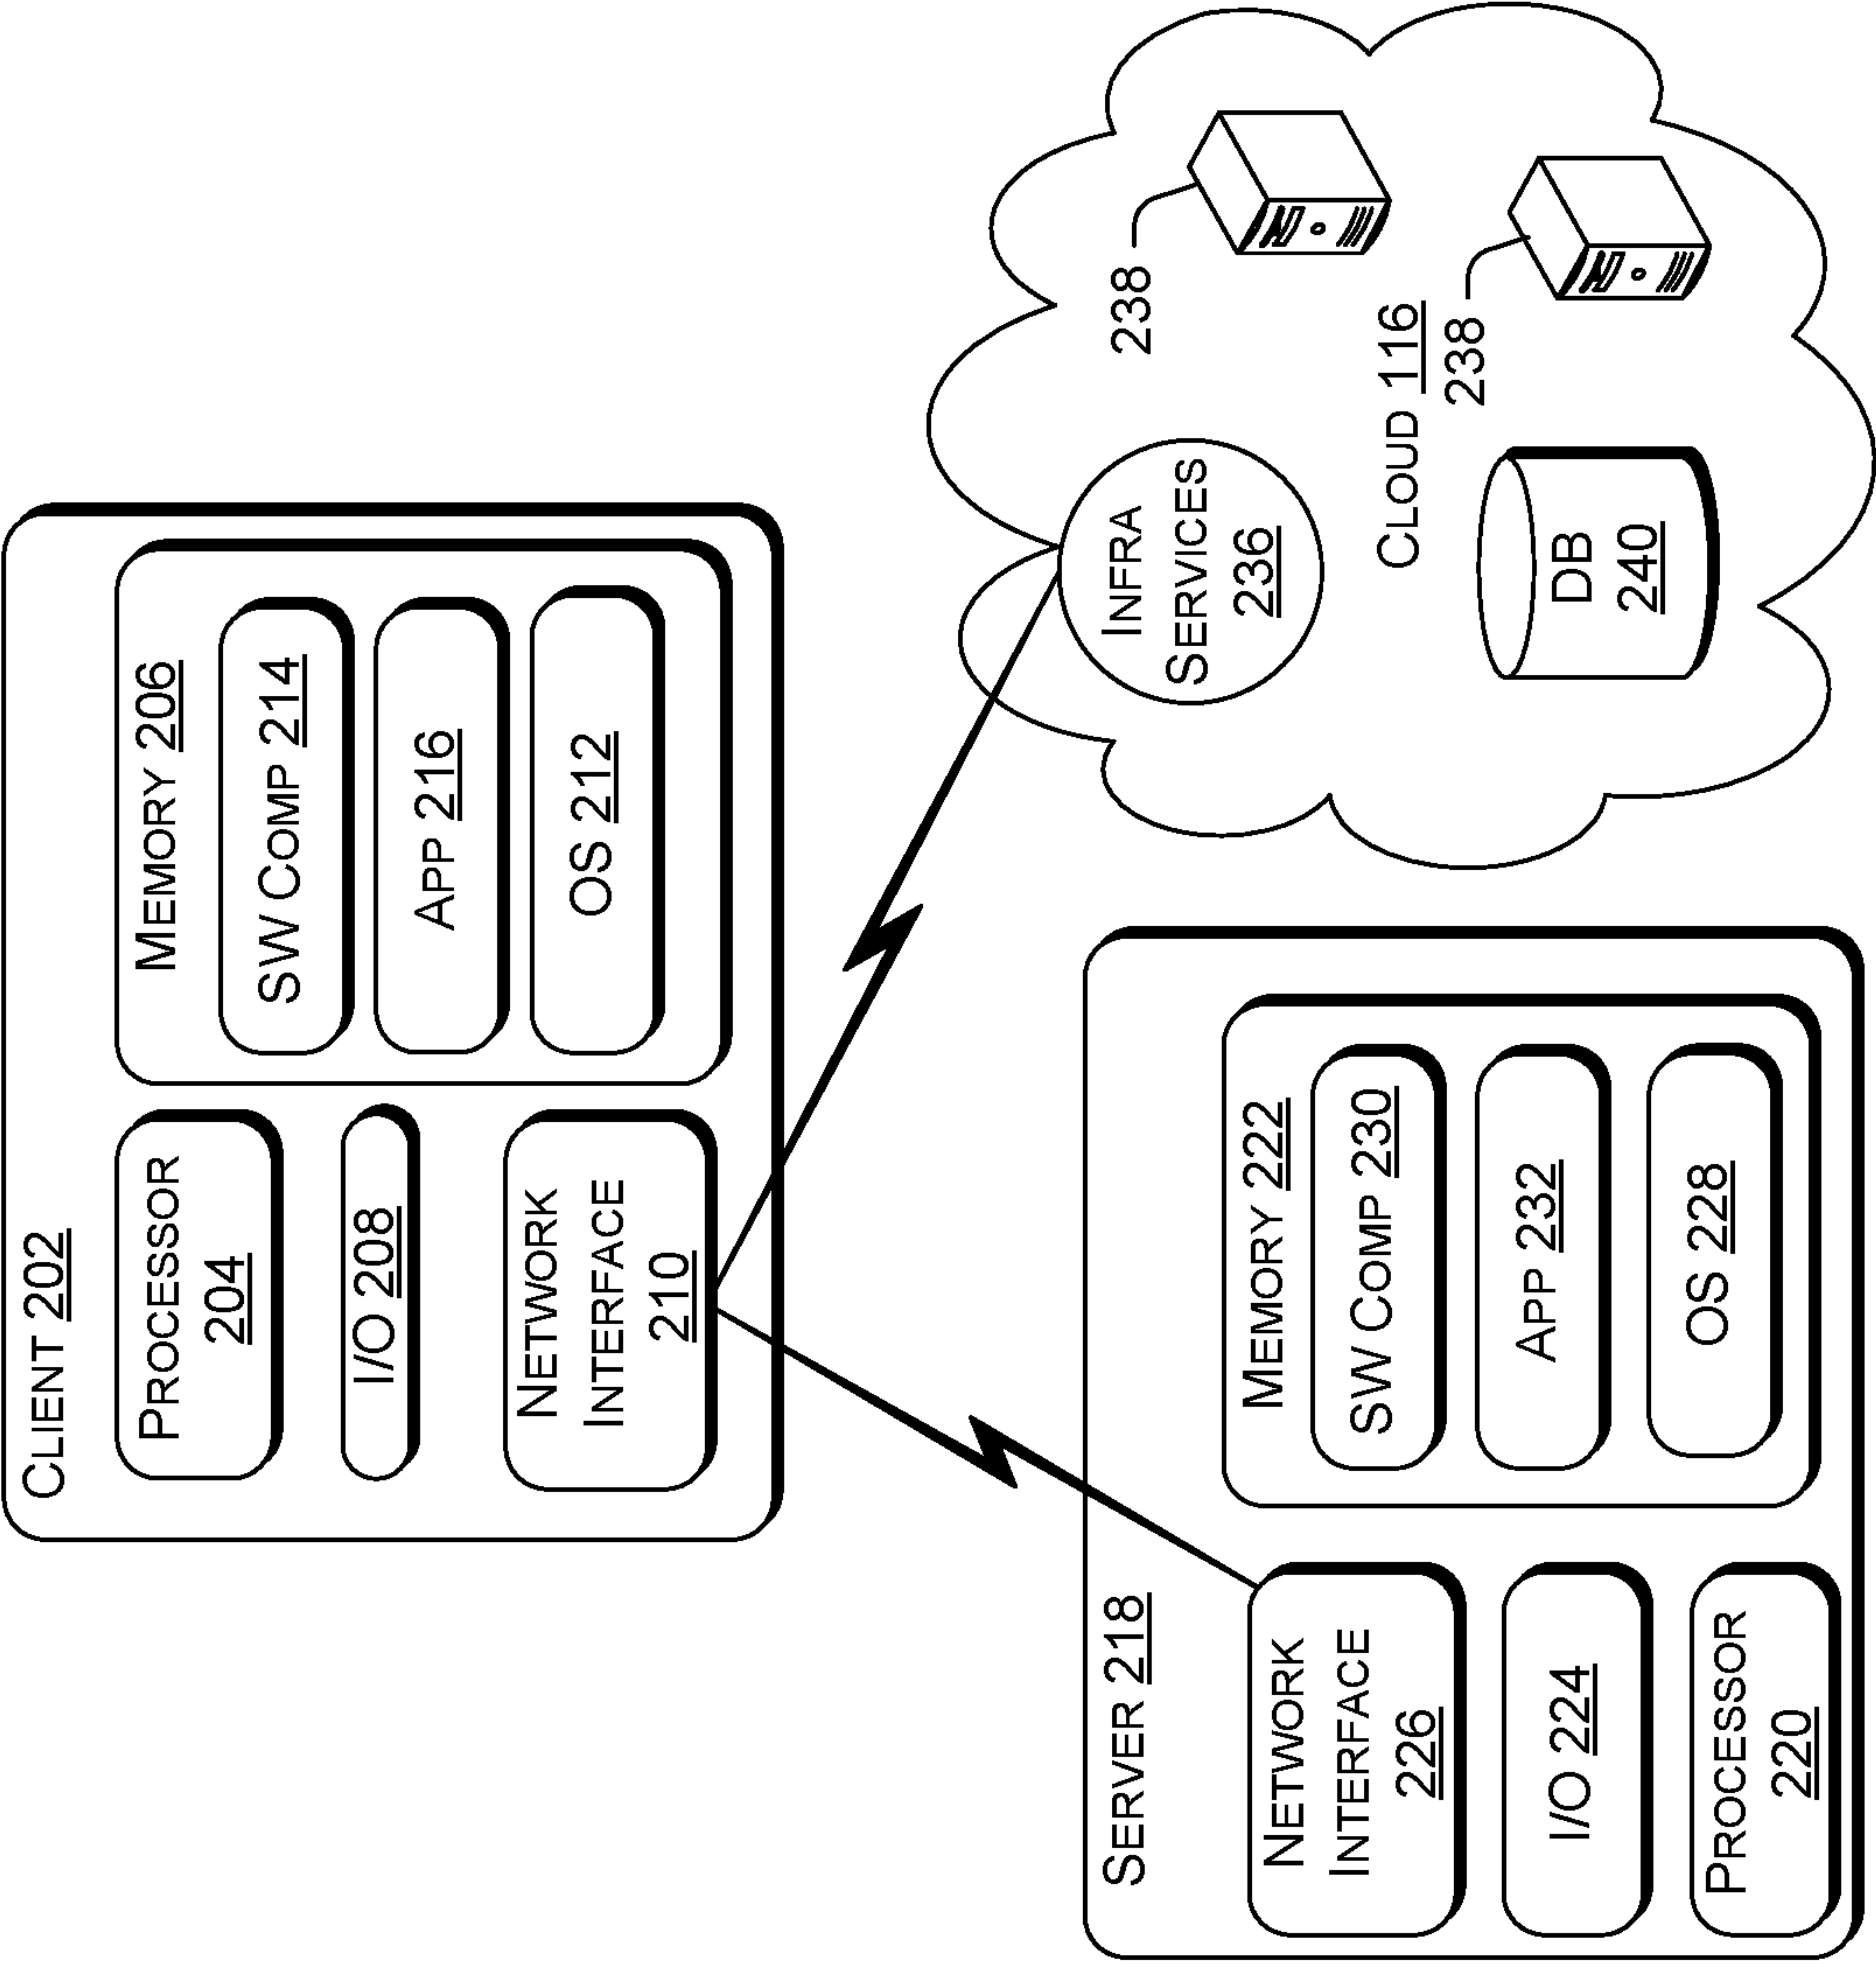 CLIENT 202
PROCESSOR
204
I/O 208
NETWORK
INTERFACE
210
MEMORY 206
SW COMP 214
APP 216
OS 212
SERVER 218
NETWORK
INTERFACE
226
I/O 224
PROCESSOR
220
MEMORY 222
SW COMP 230
APP 232
OS 228
INFRA
SERVICES
236
238
CLOUD 116
238
DB
240